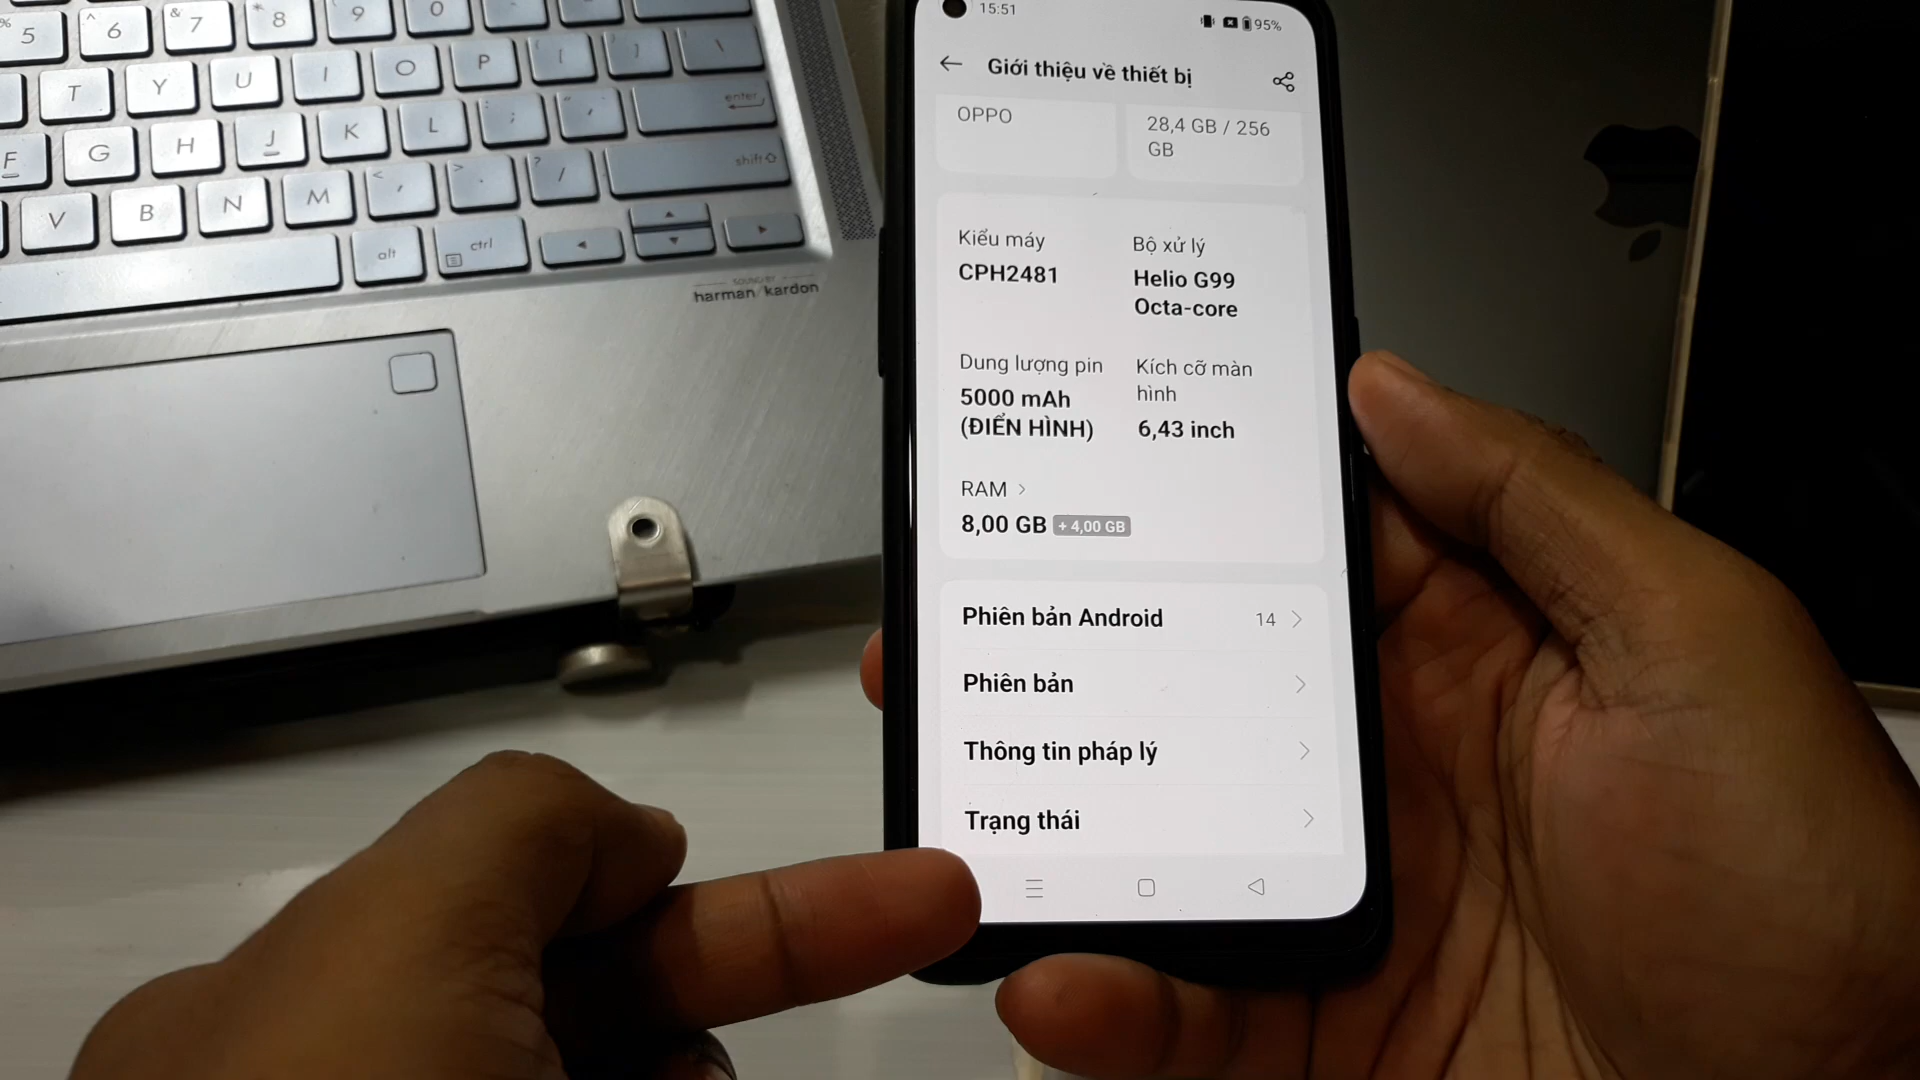 % 5 ^ 6 & 7 * 8 9 0
T Y U I O P [ ] \
enter
F G H J K L ; " '
shift
V B N M < , > . ? /
alt ctrl
SOUND BY
harman/kardon
15:51 95%
Giới thiệu về thiết bị
OPPO
28,4 GB / 256
GB
Kiểu máy
CPH2481
Bộ xử lý
Helio G99
Octa-core
Dung lượng pin
5000 mAh
(ĐIỂN HÌNH)
Kích cỡ màn
hình
6,43 inch
RAM >
8,00 GB + 4,00 GB
Phiên bản Android 14 >
Phiên bản >
Thông tin pháp lý >
Trạng thái >